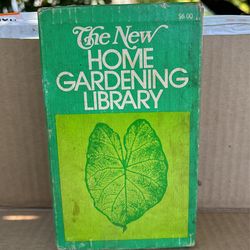 $6.00
The New
HOME
GARDENING
LIBRARY